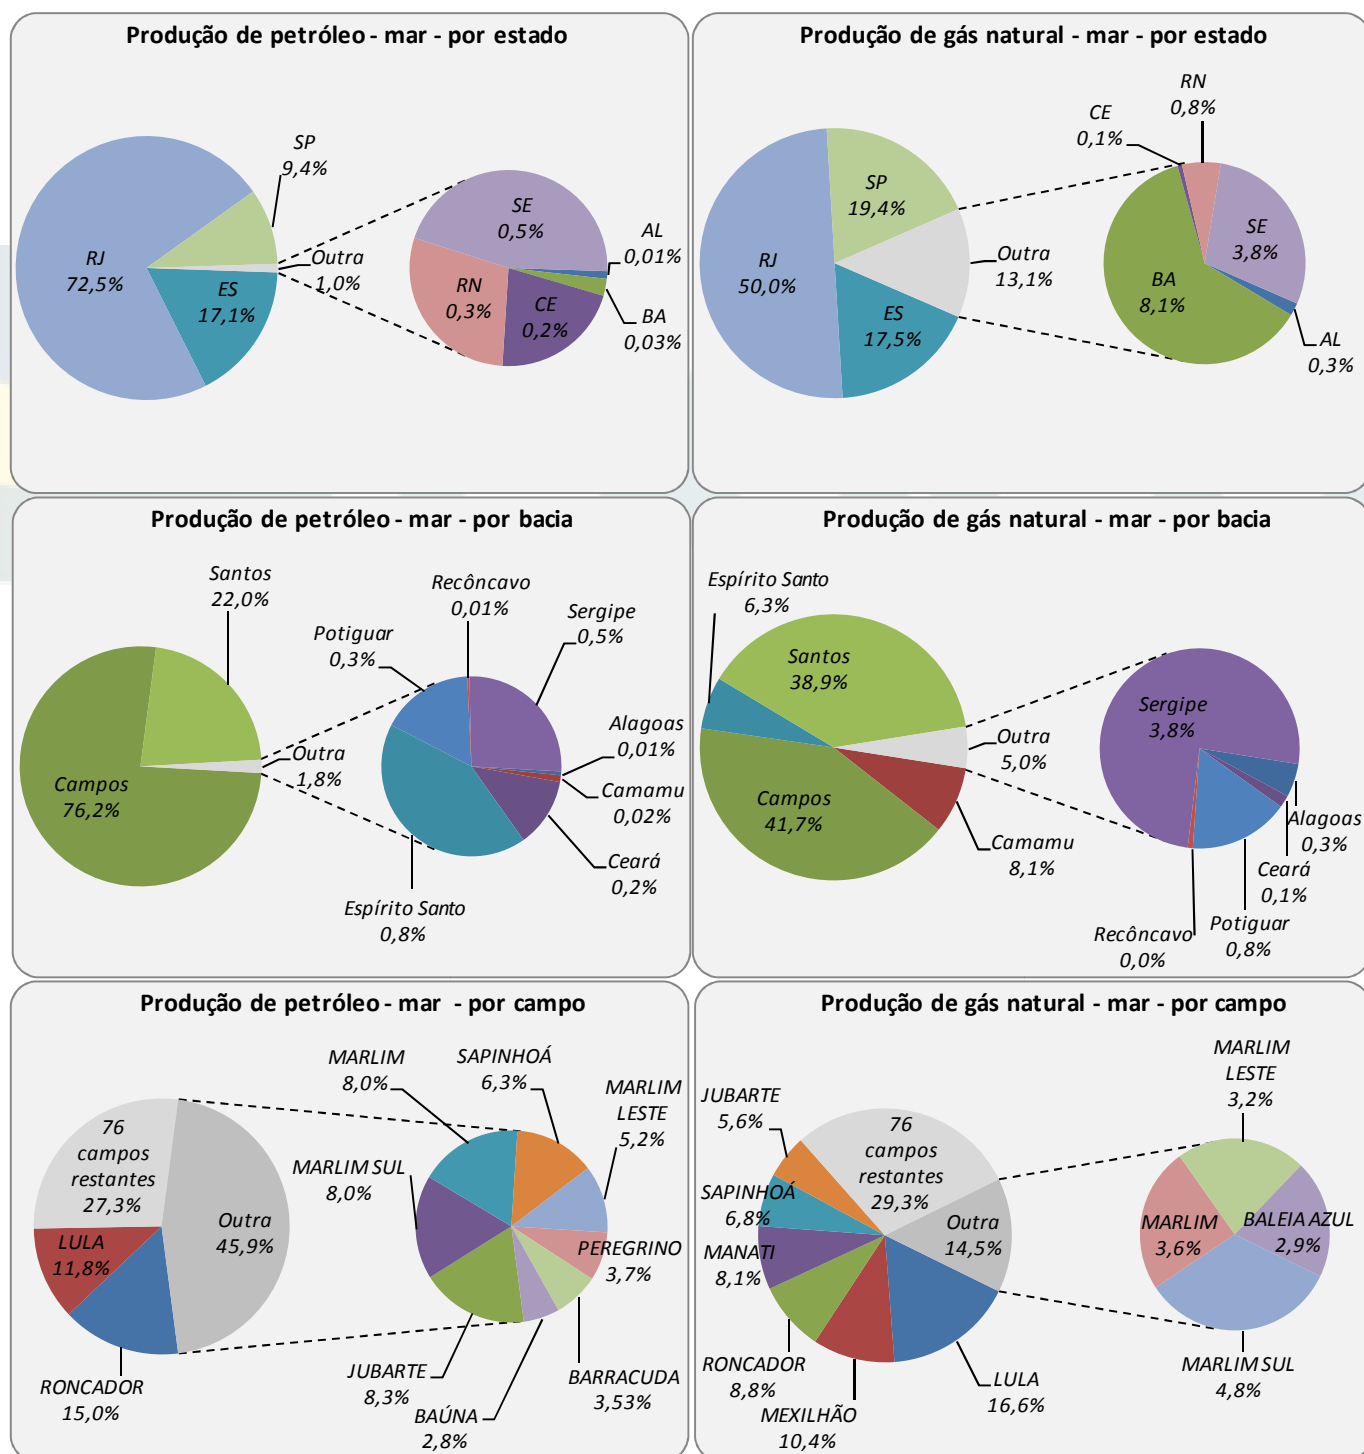 Produção de petróleo - mar - por estado
SP
9,4%
RJ
72,5%
ES
17,1%
Outra
1,0%
SE
0,5%
AL
0,01%
RN
0,3%
CE
0,2%
BA
0,03%
Produção de gás natural - mar - por estado
RN
0,8%
CE
0,1%
SP
19,4%
RJ
50,0%
Outra
13,1%
ES
17,5%
SE
3,8%
BA
8,1%
AL
0,3%
Produção de petróleo - mar - por bacia
Santos
22,0%
Recôncavo
0,01%
Sergipe
0,5%
Potiguar
0,3%
Alagoas
0,01%
Outra
1,8%
Campos
76,2%
Camamu
0,02%
Ceará
0,2%
Espírito Santo
0,8%
Produção de gás natural - mar - por bacia
Espírito Santo
6,3%
Santos
38,9%
Sergipe
3,8%
Outra
5,0%
Campos
41,7%
Camamu
8,1%
Alagoas
0,3%
Ceará
0,1%
Potiguar
0,8%
Recôncavo
0,0%
Produção de petróleo - mar  - por campo
MARLIM
8,0%
SAPINHOÁ
6,3%
MARLIM
LESTE
5,2%
76
campos
restantes
27,3%
MARLIM SUL
8,0%
Outra
45,9%
LULA
11,8%
PEREGRINO
3,7%
RONCADOR
15,0%
JUBARTE
8,3%
BARRACUDA
3,53%
BAÚNA
2,8%
Produção de gás natural - mar - por campo
MARLIM
LESTE
3,2%
JUBARTE
5,6%
76
campos
restantes
29,3%
SAPINHOÁ
6,8%
Outra
14,5%
MARLIM
3,6%
BALEIA AZUL
2,9%
MANATI
8,1%
RONCADOR
8,8%
LULA
16,6%
MARLIM SUL
4,8%
MEXILHÃO
10,4%